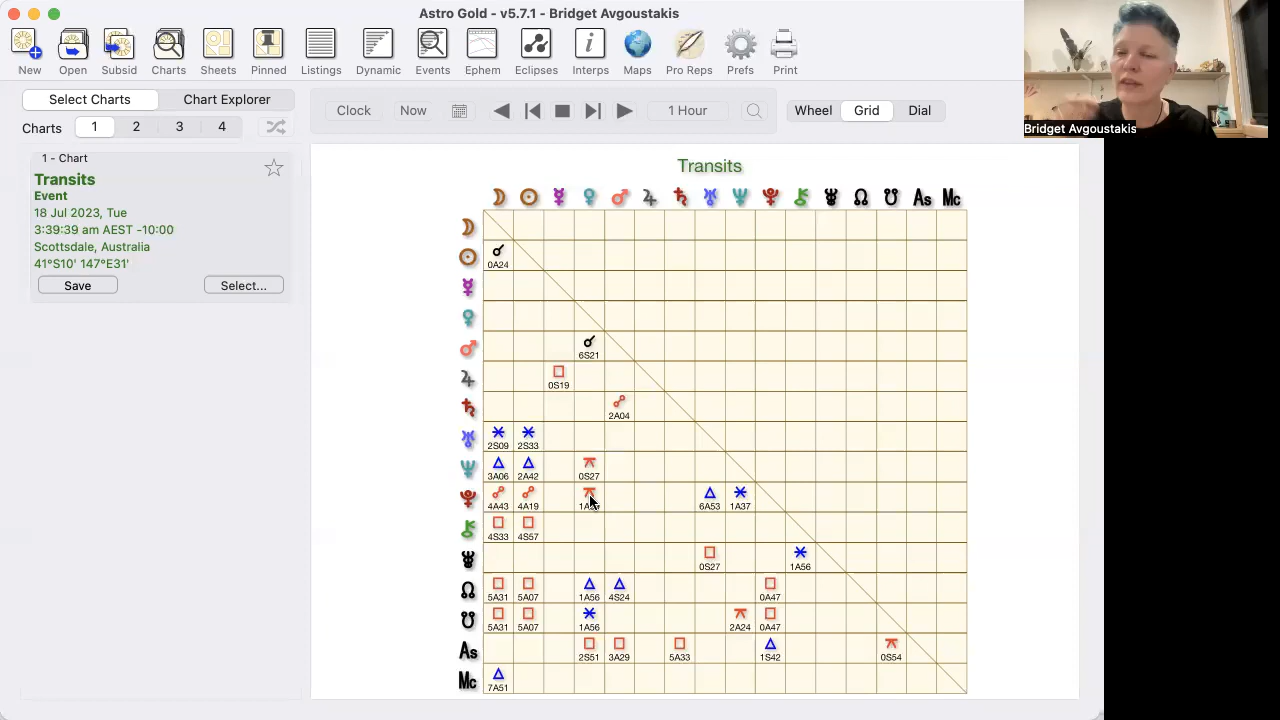 Astro Gold - v5.7.1 - Bridget Avgoustakis
New Open Subsid Charts Sheets Pinned Listings Dynamic Events Ephem Eclipses Interps Maps Pro Reps Prefs Print
Select Charts Chart Explorer
Charts 1 2 3 4
Clock Now 1 Hour Wheel Grid Dial
Bridget Avgoustakis
1 - Chart
Transits
Event
18 Jul 2023, Tue
3:39:39 am AEST -10:00
Scottsdale, Australia
41°S10' 147°E31'
Save Select...
Transits
As Mc
0A24
6S21
0S19
2A04
2S09 2S33
3A06 2A42 0S27
4A43 4A19 6A53 1A37
4S33 4S57
0S27 1A56
5A31 5A07 1A56 4S24 0A47
5A31 5A07 1A56 2A24 0A47
As 2S51 3A29 5A33 1S42 0S54
Mc 7A51